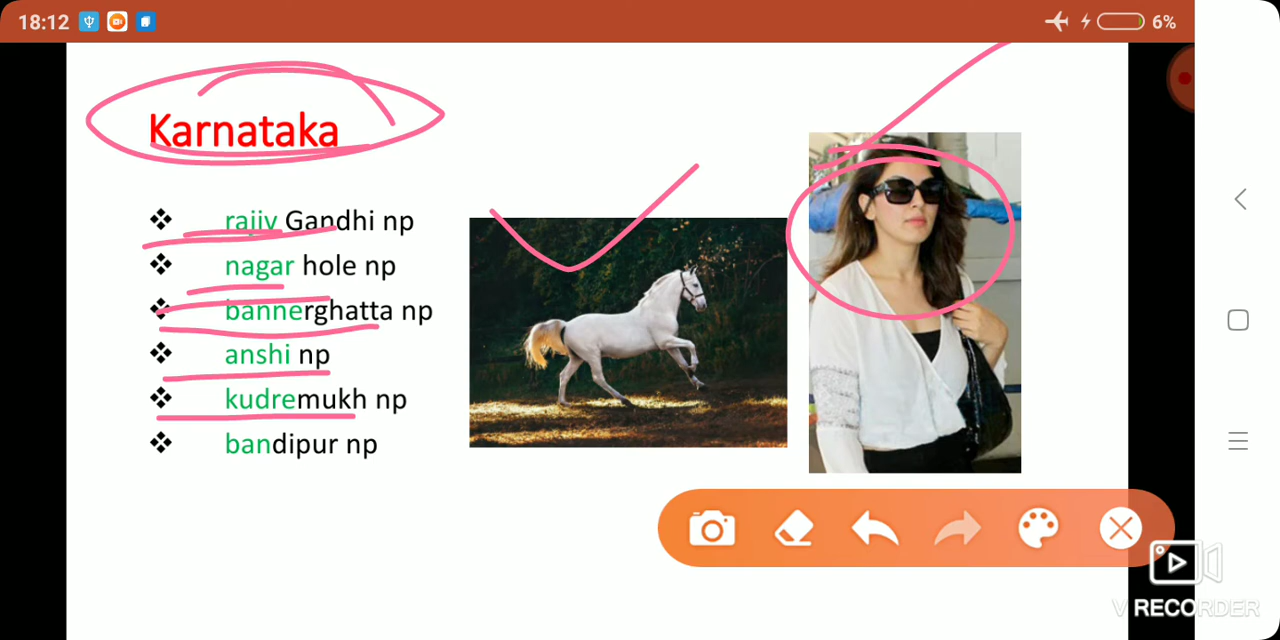 18:12
6%
Karnataka
rajiv Gandhi np
nagar hole np
bannerghatta np
anshi np
kudremukh np
bandipur np
V RECORDER